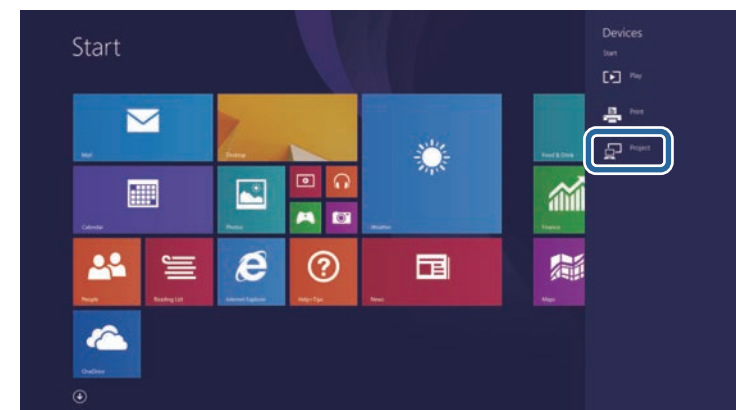 Start
Mail
Desktop
Weather
Food & Drink
Calendar
Photos
Finance
People
Reading List
Internet Explorer
Help+Tips
News
Maps
OneDrive
Devices
Start
Play
Print
Project